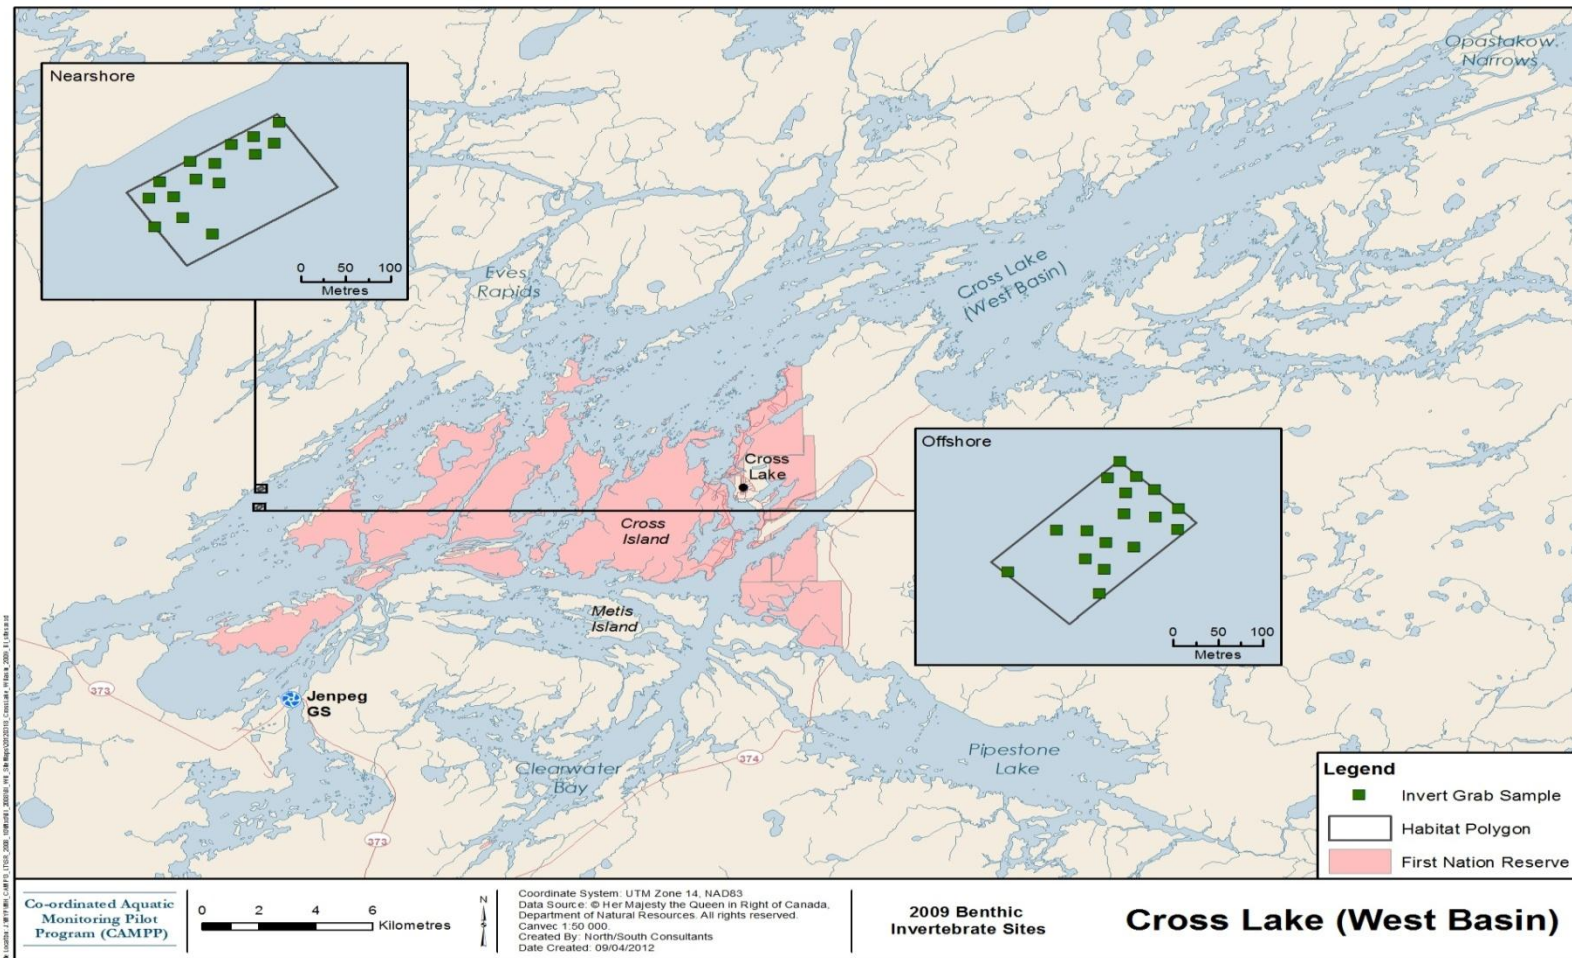 Opastakow
Narrows
Nearshore
0 50 100
Metres
Eves
Rapids
Cross Lake
(West Basin)
Offshore
0 50 100
Metres
Cross
Lake
Cross
Island
Metis
Island
Jenpeg
GS
373
373
374
Clearwater
Bay
Pipestone
Lake
Legend
Invert Grab Sample
Habitat Polygon
First Nation Reserve
Co-ordinated Aquatic
Monitoring Pilot
Program (CAMPP)
0 2 4 6
Kilometres
N
Coordinate System: UTM Zone 14, NAD83
Data Source: © Her Majesty the Queen in Right of Canada,
Department of Natural Resources. All rights reserved.
Canvec 1:50 000.
Created By: North/South Consultants
Date Created: 09/04/2012
2009 Benthic
Invertebrate Sites
Cross Lake (West Basin)